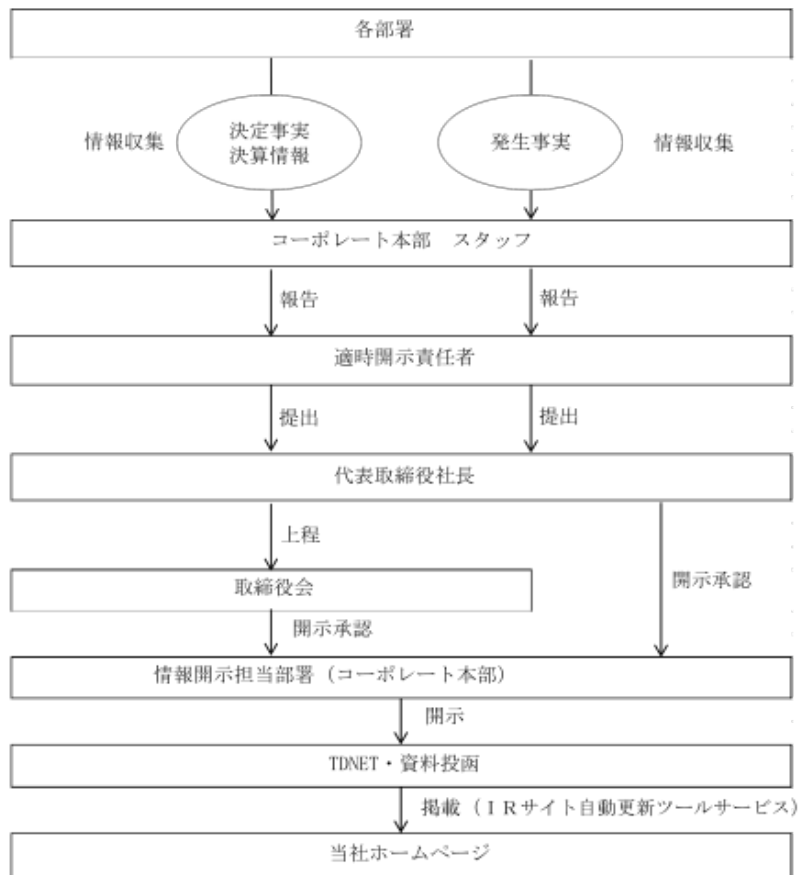 各部署
情報収集
決定事実
決算情報
発生事実
情報収集
コーポレート本部　スタッフ
報告
報告
適時開示責任者
提出
提出
代表取締役社長
上程
取締役会
開示承認
開示承認
情報開示担当部署(コーポレート本部)
開示
TDNET・資料投函
掲載(ＩＲサイト自動更新ツールサービス)
当社ホームページ